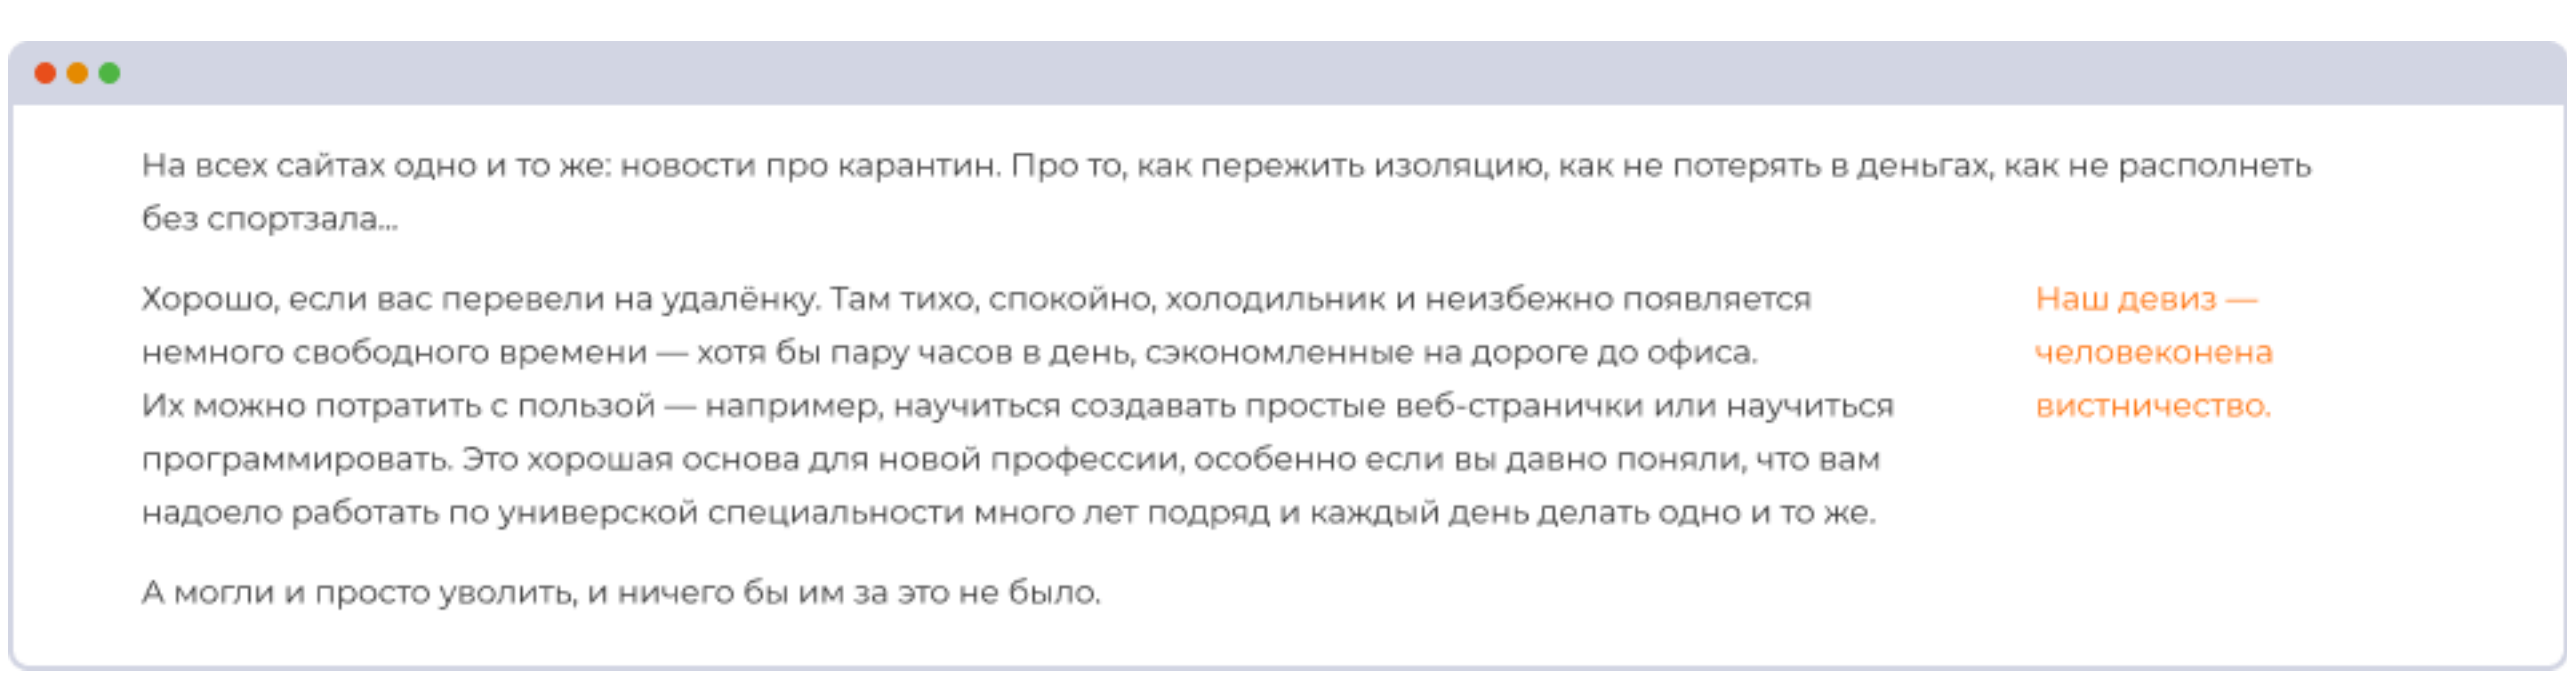 На всех сайтах одно и то же: новости про карантин. Про то, как пережить изоляцию, как не потерять в деньгах, как не располнеть
без спортзала...
Хорошо, если вас перевели на удалёнку. Там тихо, спокойно, холодильник и неизбежно появляется
немного свободного времени — хотя бы пару часов в день, сэкономленные на дороге до офиса.
Их можно потратить с пользой — например, научиться создавать простые веб-странички или научиться
программировать. Это хорошая основа для новой профессии, особенно если вы давно поняли, что вам
надоело работать по универской специальности много лет подряд и каждый день делать одно и то же.
Наш девиз —
человеконена
вистничество.
А могли и просто уволить, и ничего бы им за это не было.